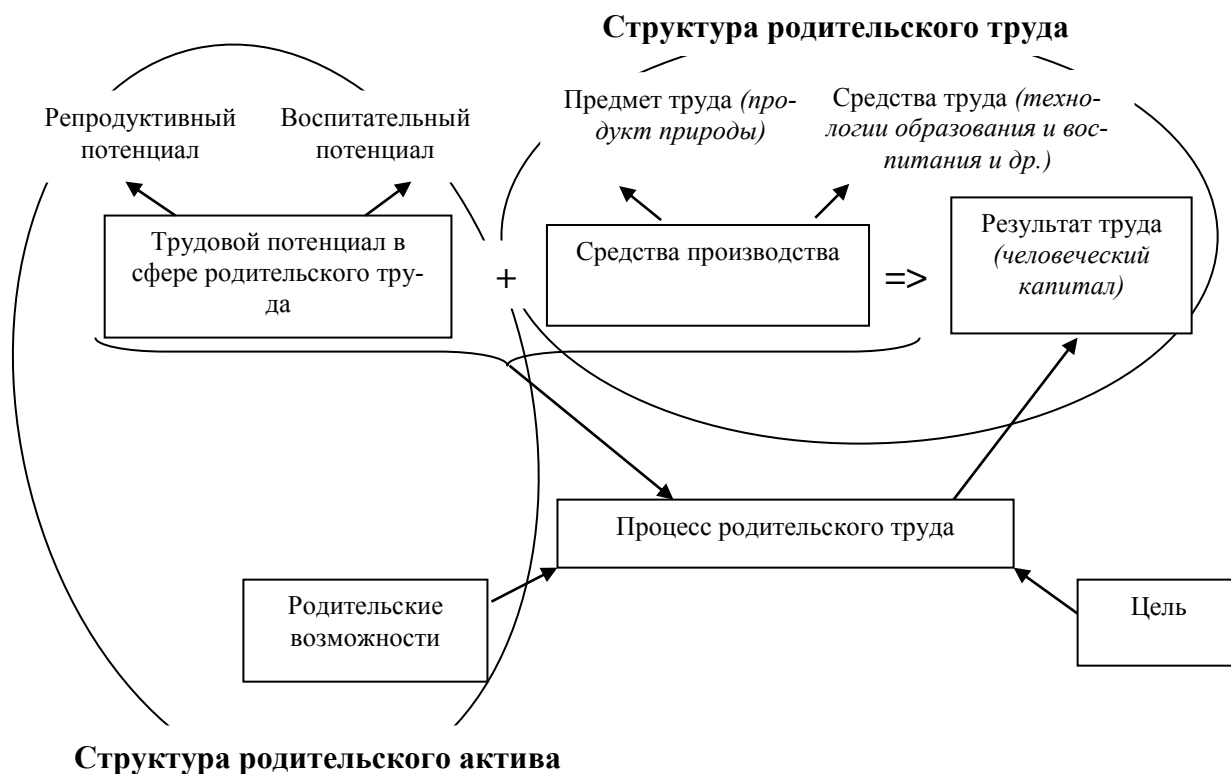 Структура родительского труда
Репродуктивный
потенциал
Воспитательный
потенциал
Предмет труда (про-
дукт природы)
Средства труда (техно-
логии образования и вос-
питания и др.)
Трудовой потенциал в
сфере родительского тру-
да
+
Средства производства
=>
Результат труда
(человеческий
капитал)
Процесс родительского труда
Родительские
возможности
Цель
Структура родительского актива